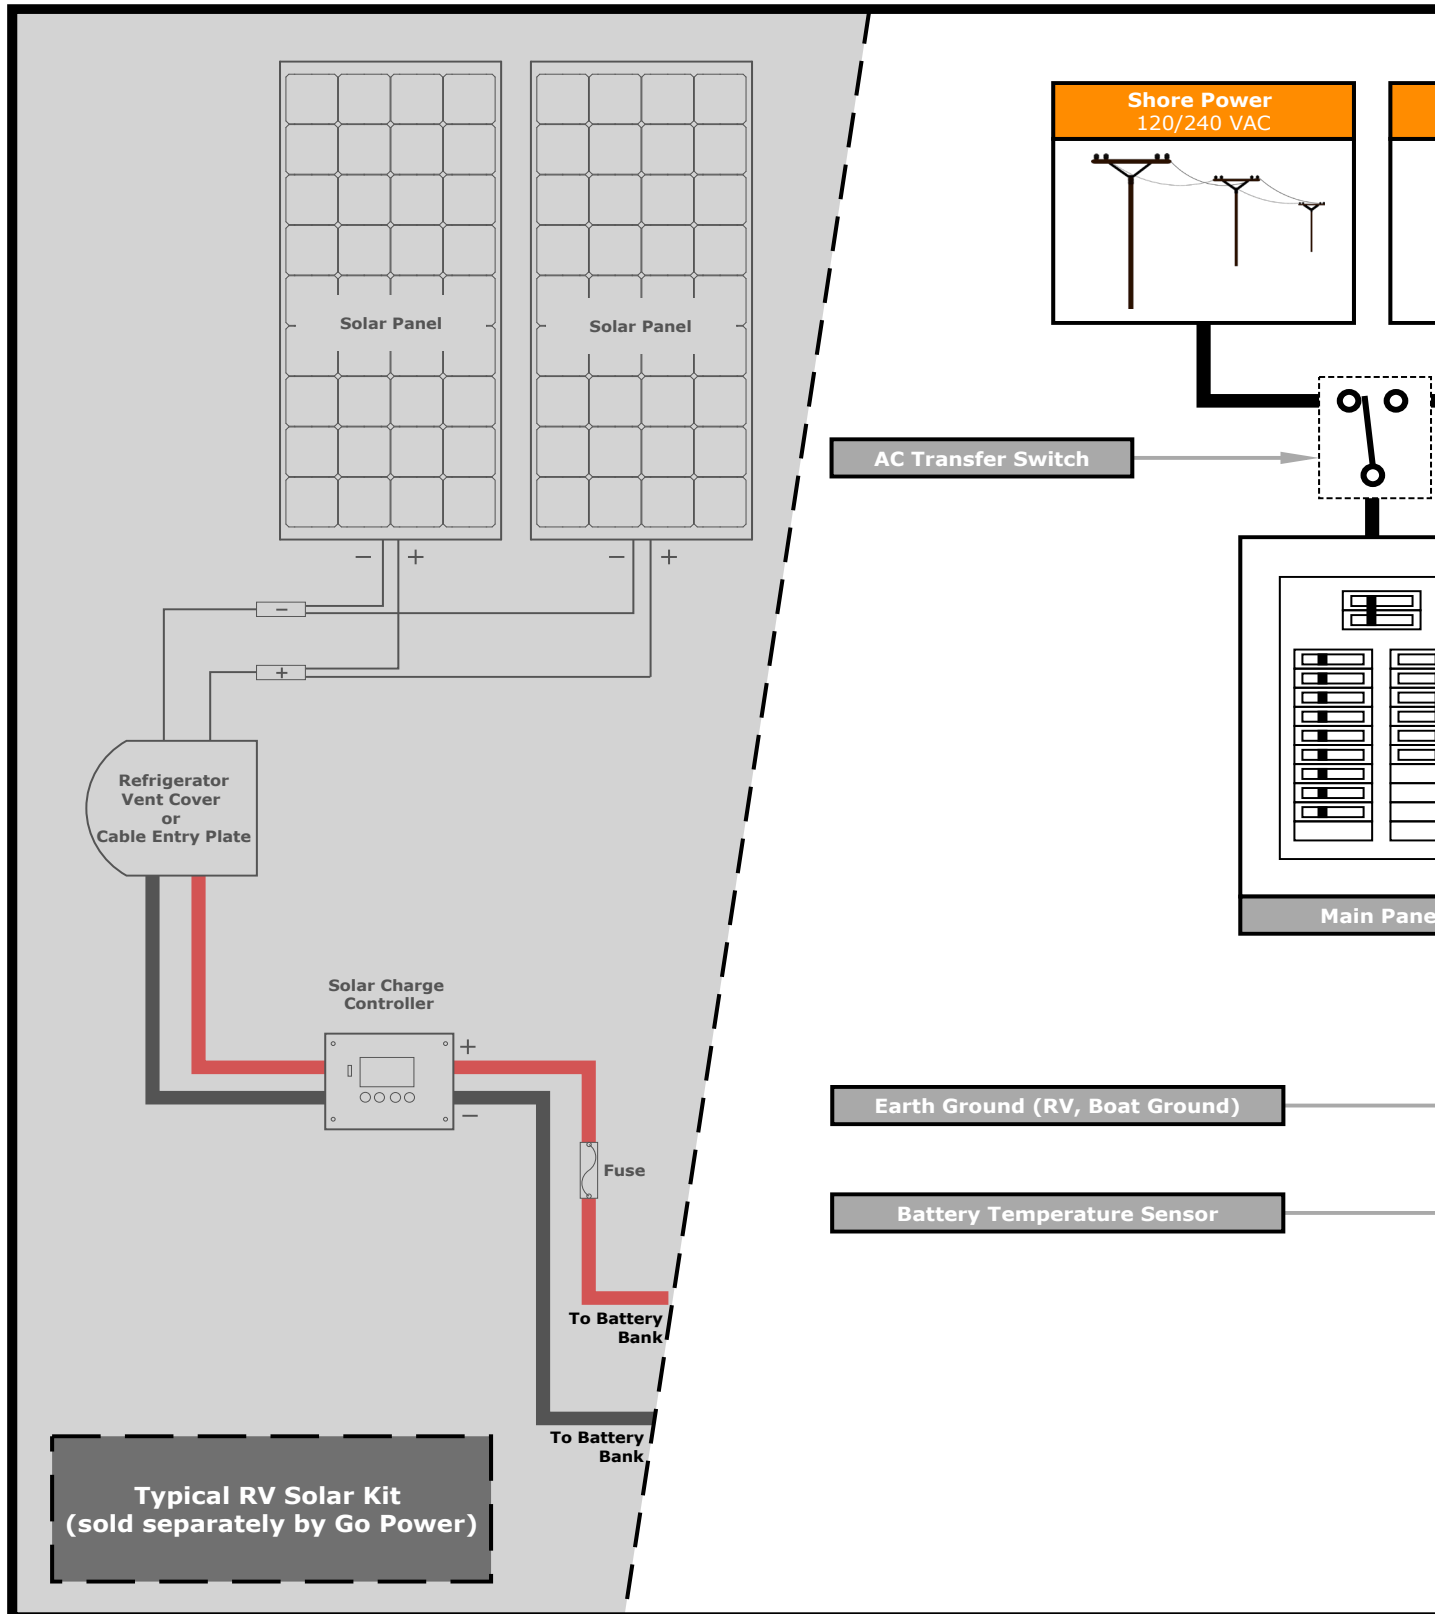 Shore Power
120/240 VAC
Solar Panel
Solar Panel
AC Transfer Switch
− +
− +
−
+
Refrigerator
Vent Cover
or
Cable Entry Plate
Main Pane
Solar Charge
Controller
+
−
Earth Ground (RV, Boat Ground)
Fuse
Battery Temperature Sensor
To Battery
Bank
To Battery
Bank
Typical RV Solar Kit
(sold separately by Go Power)